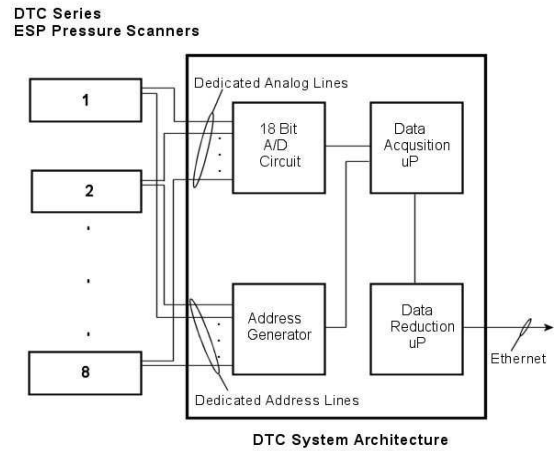 DTC Series
ESP Pressure Scanners
1
2
8
Dedicated Analog Lines
18 Bit
A/D
Circuit
Data
Acqusition
uP
Address
Generator
Data
Reduction
uP
Ethernet
Dedicated Address Lines
DTC System Architecture